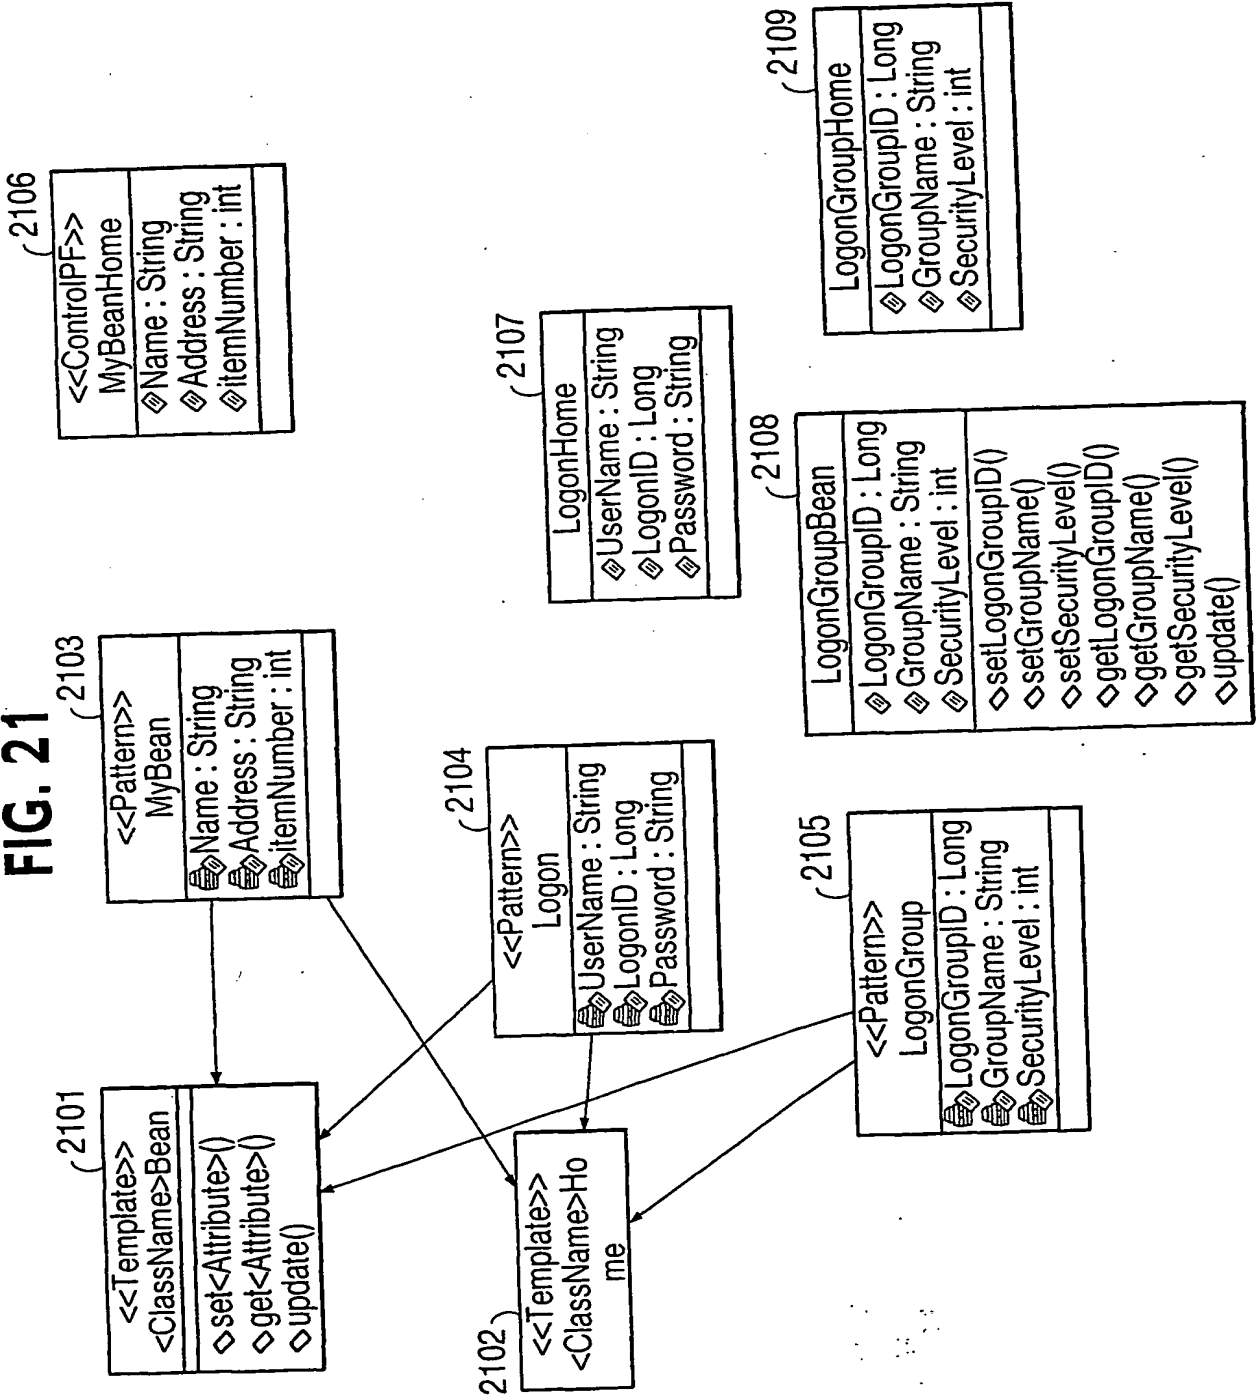 FIG. 21
2101
<<Template>>
<ClassName>Bean
set<Attribute>()
get<Attribute>()
update()
2103
<<Pattern>>
MyBean
Name : String
Address : String
itemNumber : int
2106
<<ControlPF>>
MyBeanHome
Name : String
Address : String
itemNumber : int
2102
<<Template>>
<ClassName>Ho
me
2104
<<Pattern>>
Logon
UserName : String
LogonID : Long
Password : String
2107
LogonHome
UserName : String
LogonID : Long
Password : String
2105
<<Pattern>>
LogonGroup
LogonGroupID : Long
GroupName : String
SecurityLevel : int
2108
LogonGroupBean
LogonGroupID : Long
GroupName : String
SecurityLevel : int
setLogonGroupID()
setGroupName()
setSecurityLevel()
getLogonGroupID()
getGroupName()
getSecurityLevel()
update()
2109
LogonGroupHome
LogonGroupID : Long
GroupName : String
SecurityLevel : int